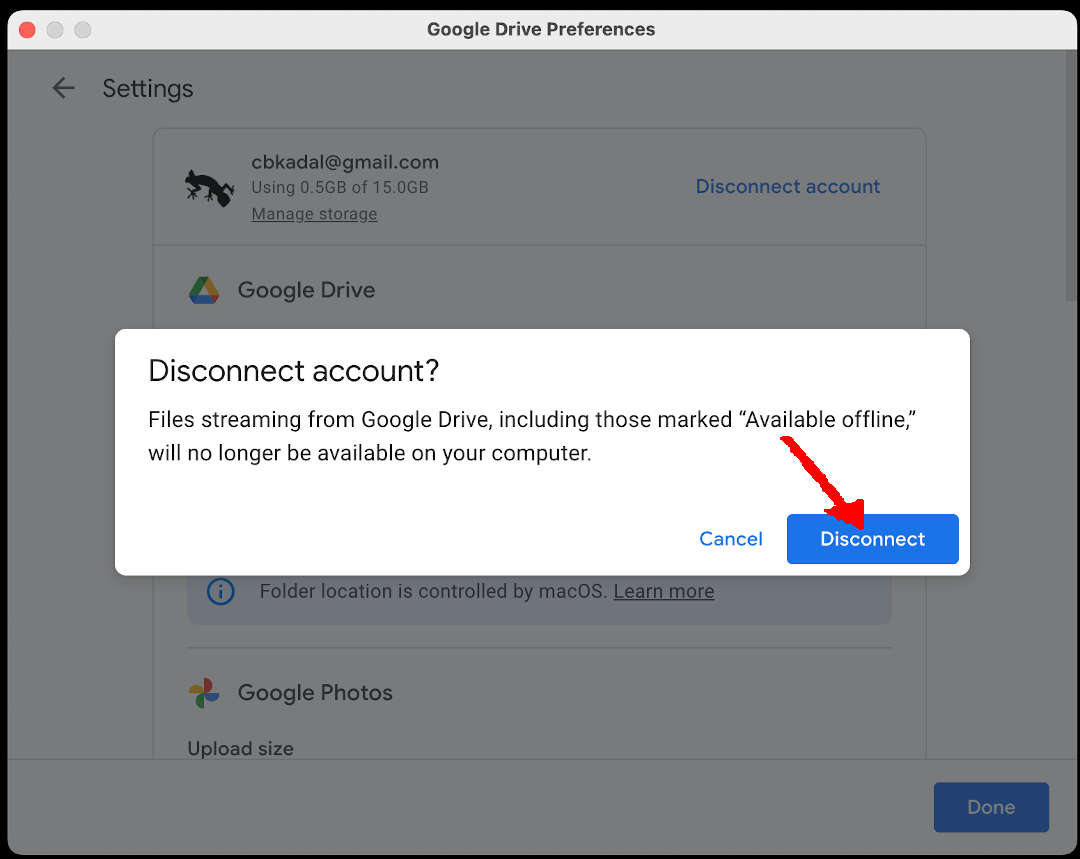 Google Drive Preferences
Settings
cbkadal@gmail.com
Using 0.5GB of 15.0GB
Manage storage
Disconnect account
Google Drive
Disconnect account?
Files streaming from Google Drive, including those marked “Available offline,”
will no longer be available on your computer.
Cancel
Disconnect
Folder location is controlled by macOS. Learn more
Google Photos
Upload size
Done